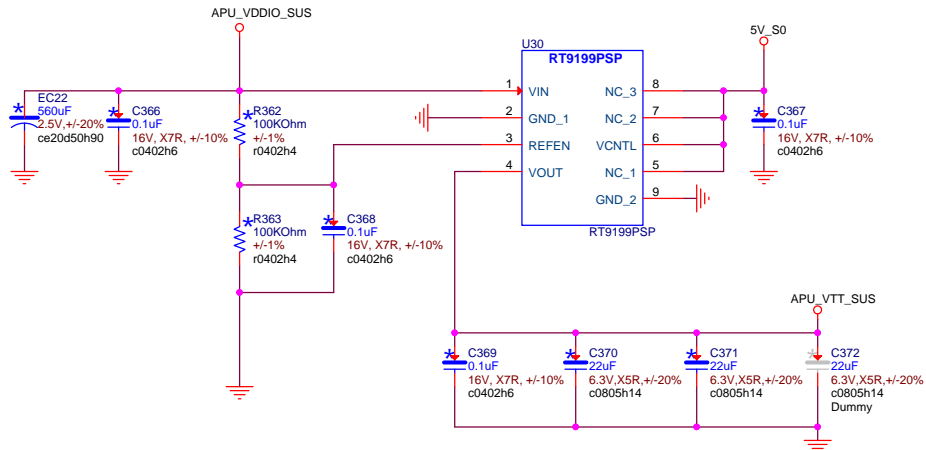 APU_VDDIO_SUS
5V_S0
U30
RT9199PSP
1
VIN
NC_3
8
2
GND_1
NC_2
7
3
REFEN
VCNTL
6
4
VOUT
NC_1
5
GND_2
9
RT9199PSP
EC22
560uF
2.5V,+/-20%
ce20d50h90
C366
0.1uF
16V, X7R, +/-10%
c0402h6
R362
100KOhm
+/-1%
r0402h4
C367
0.1uF
16V, X7R, +/-10%
c0402h6
R363
100KOhm
+/-1%
r0402h4
C368
0.1uF
16V, X7R, +/-10%
c0402h6
APU_VTT_SUS
C369
0.1uF
16V, X7R, +/-10%
c0402h6
C370
22uF
6.3V,X5R,+/-20%
c0805h14
C371
22uF
6.3V,X5R,+/-20%
c0805h14
C372
22uF
6.3V,X5R,+/-20%
c0805h14
Dummy